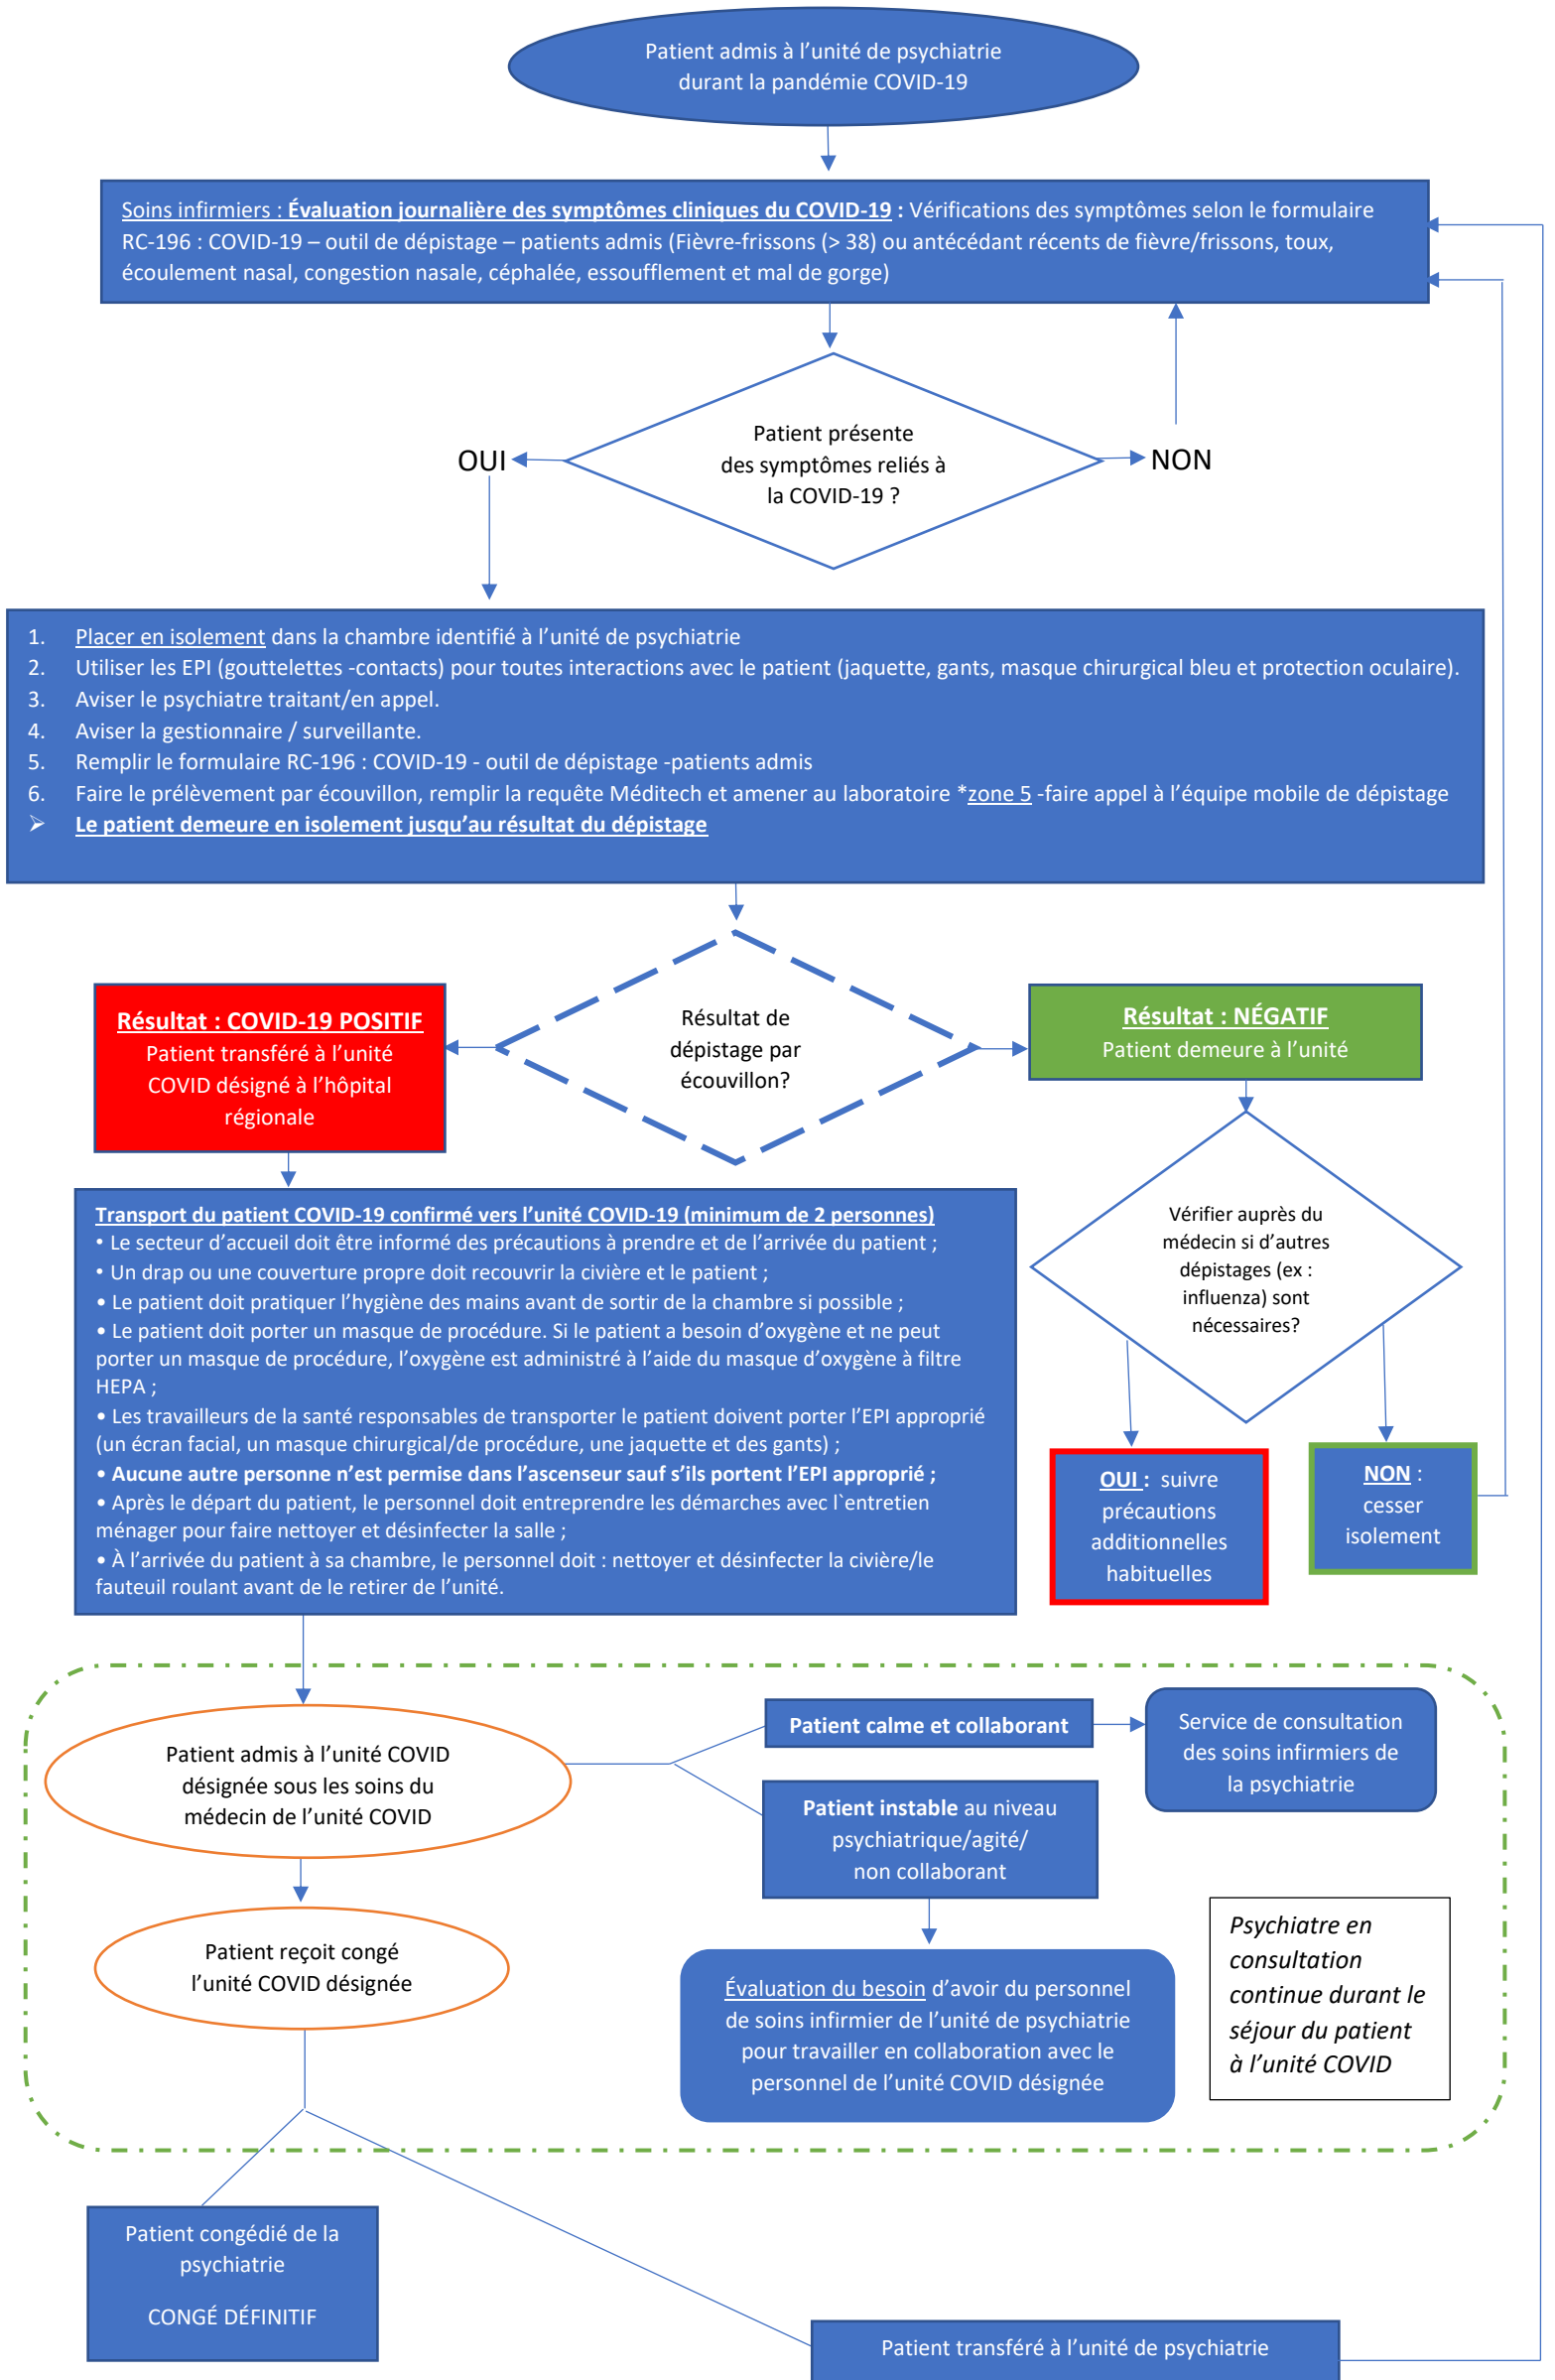 Patient admis à l’unité de psychiatrie
durant la pandémie COVID-19
Soins infirmiers : Évaluation journalière des symptômes cliniques du COVID-19 : Vérifications des symptômes selon le formulaire
RC-196 : COVID-19 – outil de dépistage – patients admis (Fièvre-frissons (> 38) ou antécédant récents de fièvre/frissons, toux,
écoulement nasal, congestion nasale, céphalée, essoufflement et mal de gorge)
Patient présente
des symptômes reliés à
la COVID-19 ?
OUI
NON
1. Placer en isolement dans la chambre identifié à l’unité de psychiatrie
2. Utiliser les EPI (gouttelettes -contacts) pour toutes interactions avec le patient (jaquette, gants, masque chirurgical bleu et protection oculaire).
3. Aviser le psychiatre traitant/en appel.
4. Aviser la gestionnaire / surveillante.
5. Remplir le formulaire RC-196 : COVID-19 - outil de dépistage -patients admis
6. Faire le prélèvement par écouvillon, remplir la requête Méditech et amener au laboratoire *zone 5 -faire appel à l’équipe mobile de dépistage
➢ Le patient demeure en isolement jusqu’au résultat du dépistage
Résultat : COVID-19 POSITIF
Patient transféré à l’unité
COVID désigné à l’hôpital
régionale
Résultat de
dépistage par
écouvillon?
Résultat : NÉGATIF
Patient demeure à l’unité
Transport du patient COVID-19 confirmé vers l’unité COVID-19 (minimum de 2 personnes)
• Le secteur d’accueil doit être informé des précautions à prendre et de l’arrivée du patient ;
• Un drap ou une couverture propre doit recouvrir la civière et le patient ;
• Le patient doit pratiquer l’hygiène des mains avant de sortir de la chambre si possible ;
• Le patient doit porter un masque de procédure. Si le patient a besoin d’oxygène et ne peut
porter un masque de procédure, l’oxygène est administré à l’aide du masque d’oxygène à filtre
HEPA ;
• Les travailleurs de la santé responsables de transporter le patient doivent porter l’EPI approprié
(un écran facial, un masque chirurgical/de procédure, une jaquette et des gants) ;
• Aucune autre personne n’est permise dans l’ascenseur sauf s’ils portent l’EPI approprié ;
• Après le départ du patient, le personnel doit entreprendre les démarches avec l`entretien
ménager pour faire nettoyer et désinfecter la salle ;
• À l’arrivée du patient à sa chambre, le personnel doit : nettoyer et désinfecter la civière/le
fauteuil roulant avant de le retirer de l’unité.
Vérifier auprès du
médecin si d’autres
dépistages (ex :
influenza) sont
nécessaires?
OUI : suivre
précautions
additionnelles
habituelles
NON :
cesser
isolement
Patient admis à l’unité COVID
désignée sous les soins du
médecin de l’unité COVID
Patient calme et collaborant
Service de consultation
des soins infirmiers de
la psychiatrie
Patient instable au niveau
psychiatrique/agité/
non collaborant
Patient reçoit congé
l’unité COVID désignée
Évaluation du besoin d’avoir du personnel
de soins infirmier de l’unité de psychiatrie
pour travailler en collaboration avec le
personnel de l’unité COVID désignée
Psychiatre en
consultation
continue durant le
séjour du patient
à l’unité COVID
Patient congédié de la
psychiatrie
CONGÉ DÉFINITIF
Patient transféré à l’unité de psychiatrie